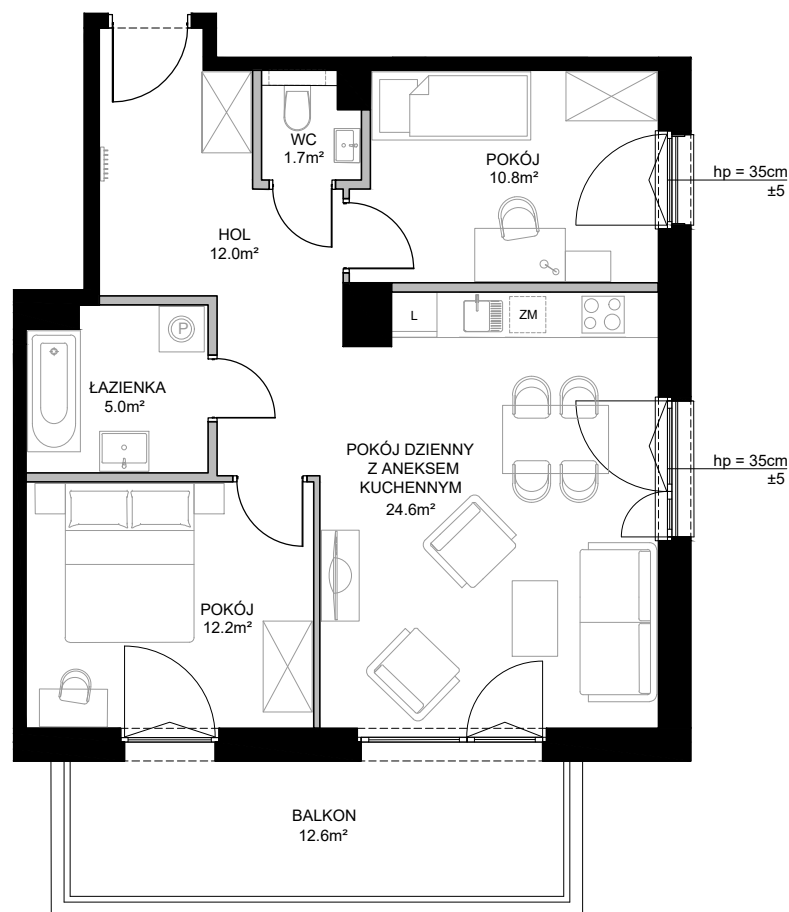 WC
1.7m²
POKÓJ
10.8m²
hp = 35cm
±5
HOL
12.0m²
L
ZM
P
ŁAZIENKA
5.0m²
POKÓJ DZIENNY
Z ANEKSEM
KUCHENNYM
24.6m²
hp = 35cm
±5
POKÓJ
12.2m²
BALKON
12.6m²